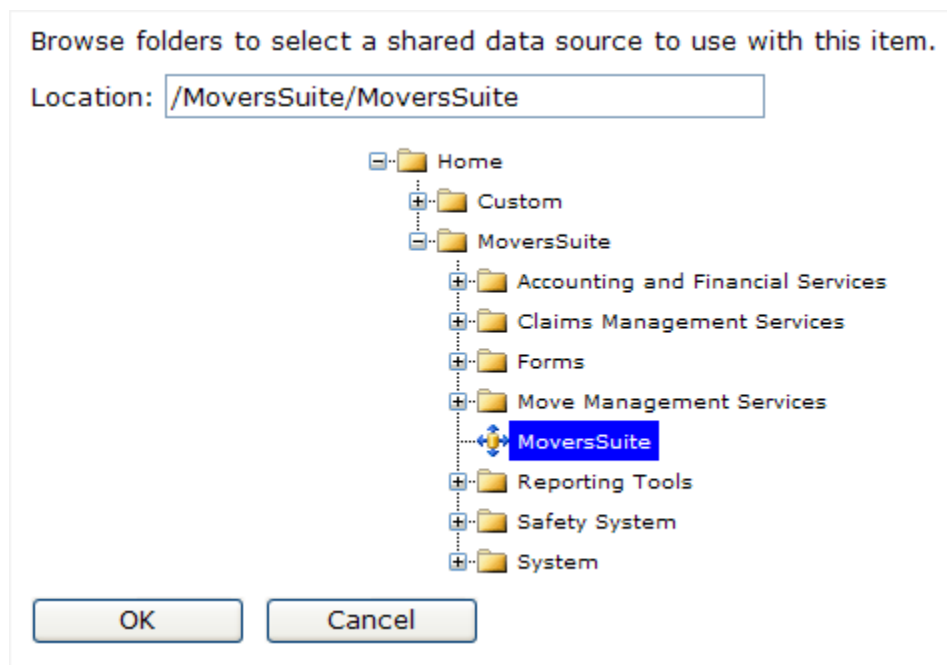 Browse folders to select a shared data source to use with this item.
Location: /MoversSuite/MoversSuite
Home
Custom
MoversSuite
Accounting and Financial Services
Claims Management Services
Forms
Move Management Services
MoversSuite
Reporting Tools
Safety System
System
OK Cancel